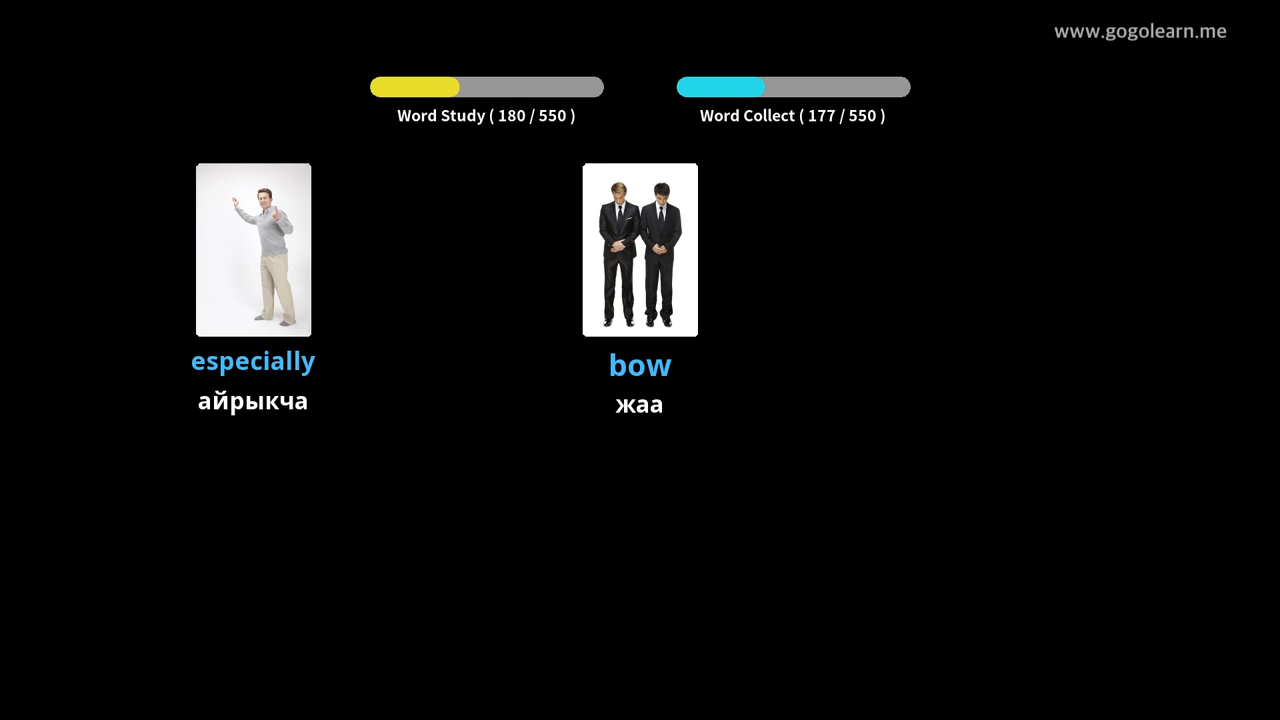 www.gogolearn.me
Word Study ( 180 / 550 )
Word Collect ( 177 / 550 )
especially
айрыкча
bow
жаа